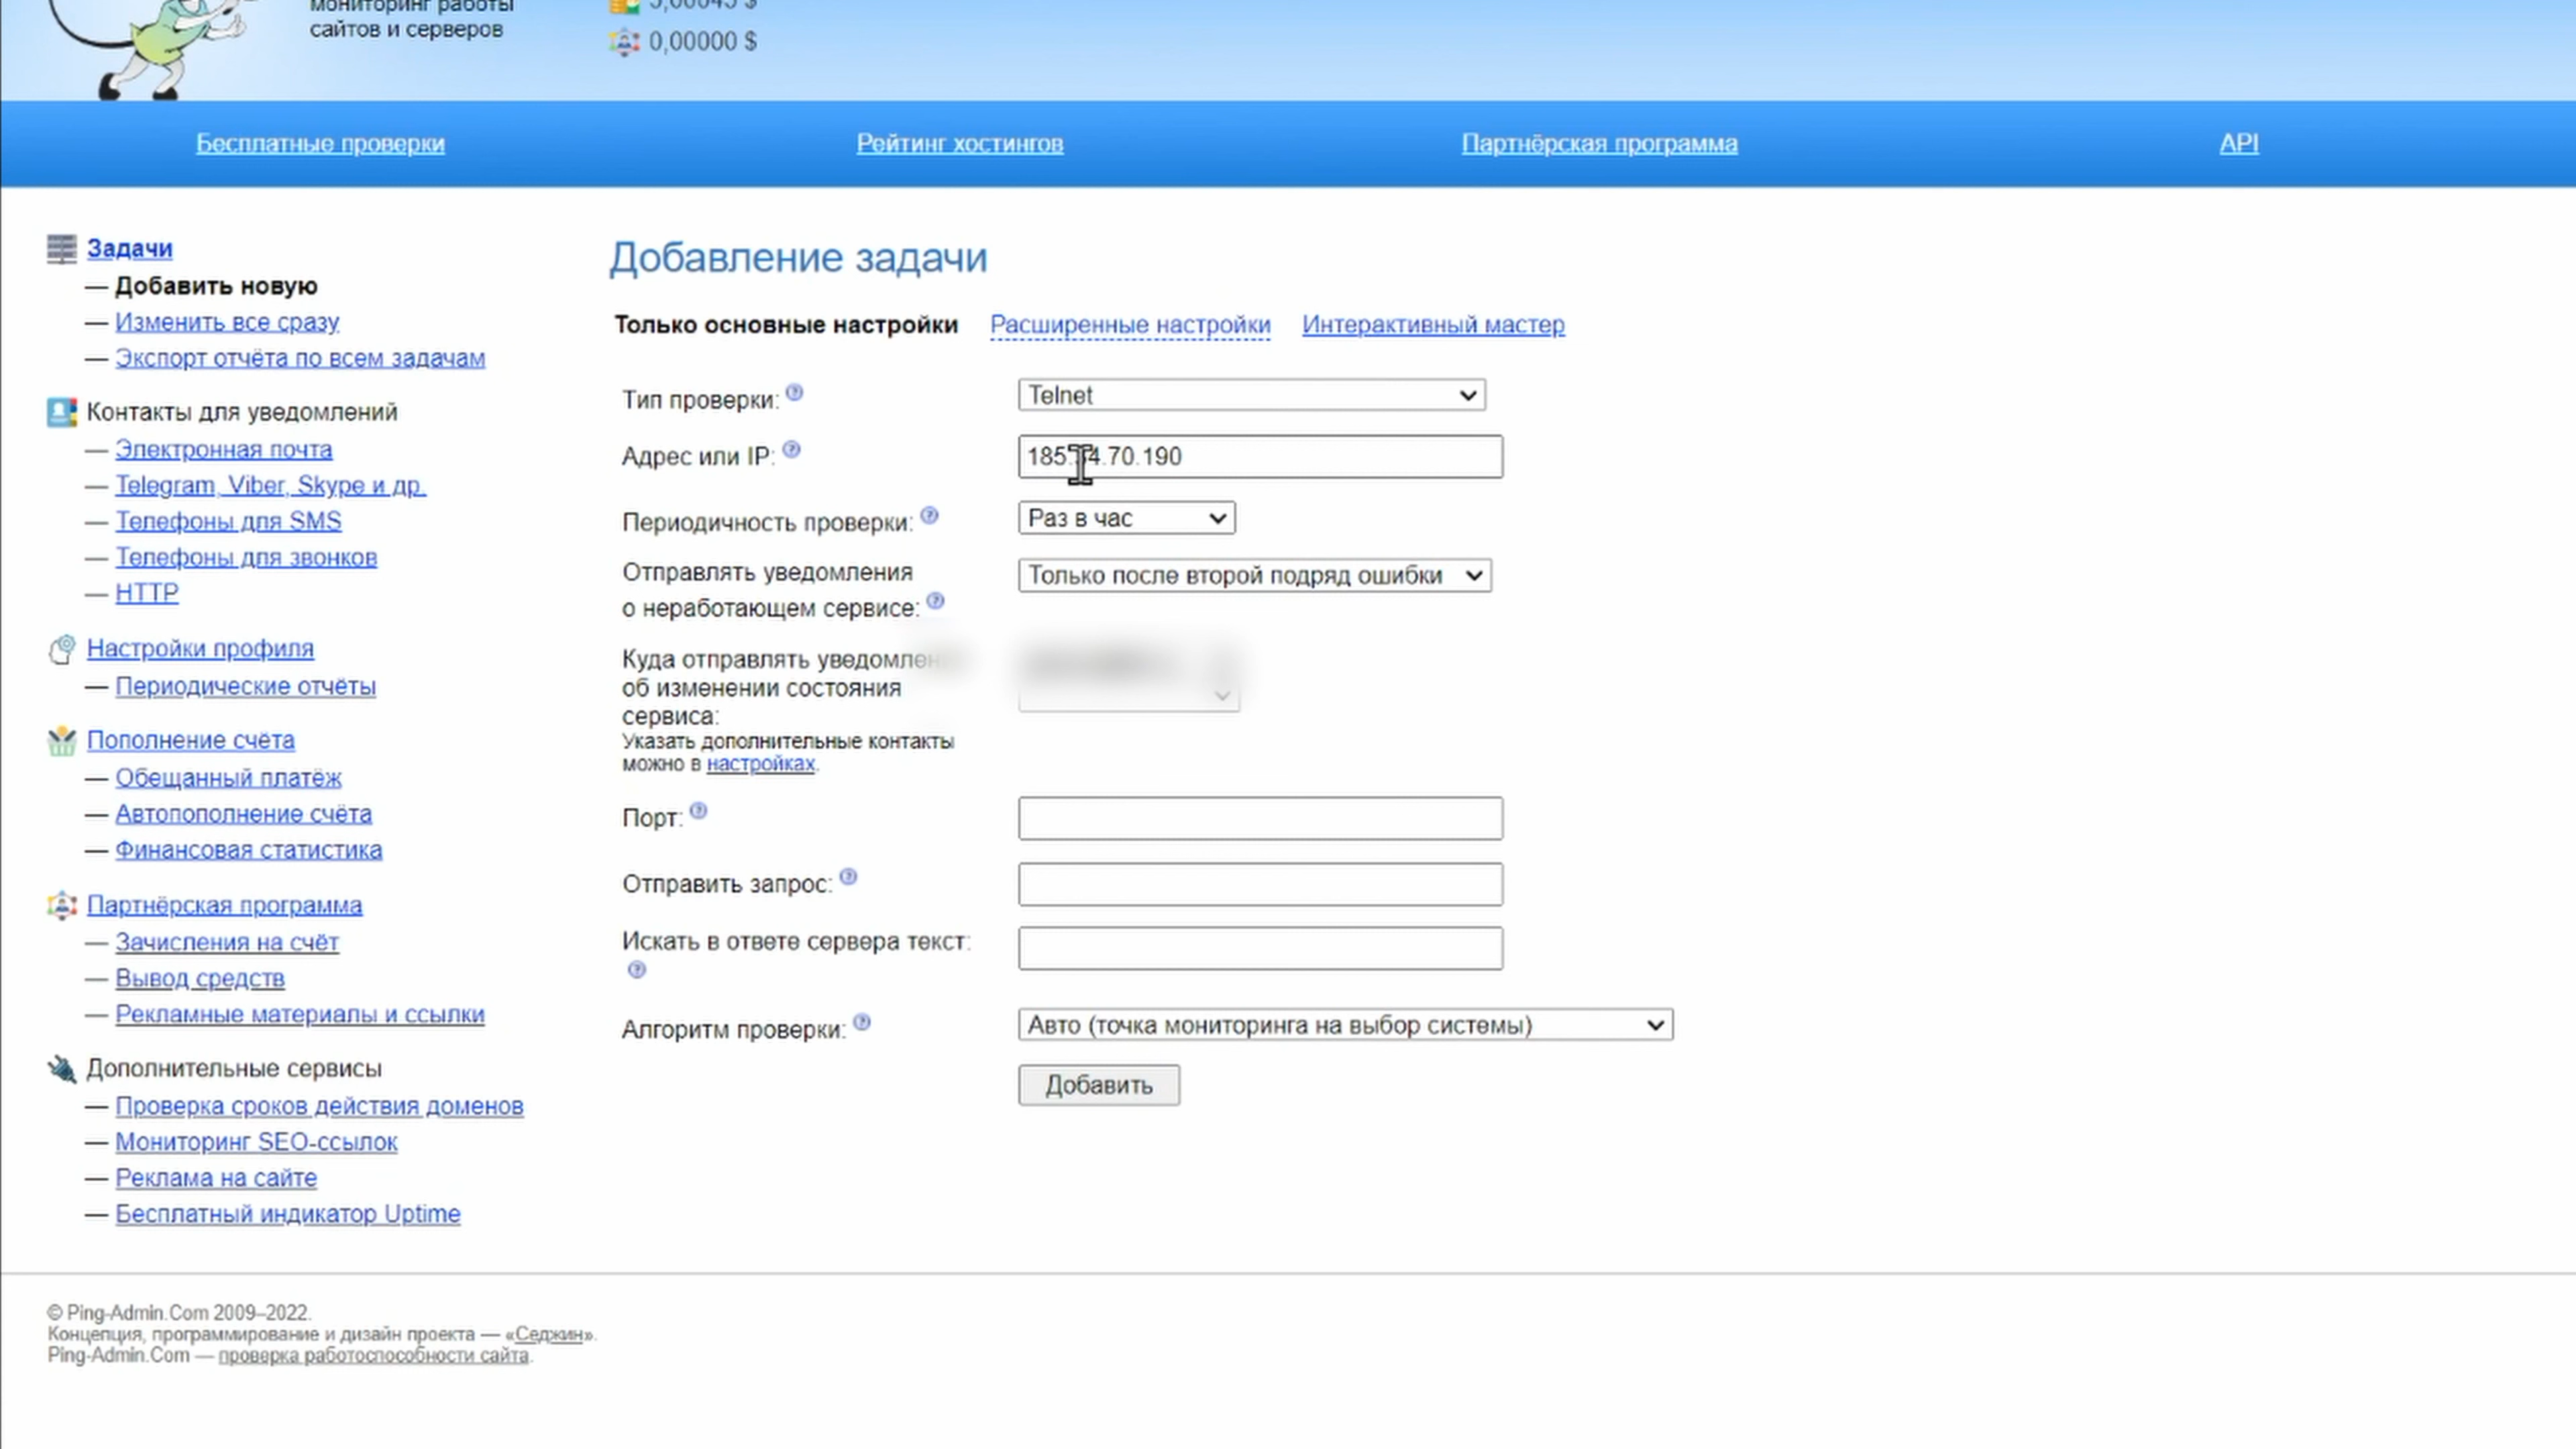 мониторинг работы
сайтов и серверов
0,00000 $
Бесплатные проверки
Рейтинг хостингов
Партнёрская программа
API
Задачи
— Добавить новую
— Изменить все сразу
— Экспорт отчёта по всем задачам
Контакты для уведомлений
— Электронная почта
— Telegram, Viber, Skype и др.
— Телефоны для SMS
— Телефоны для звонков
— HTTP
Настройки профиля
— Периодические отчёты
Пополнение счёта
— Обещанный платёж
— Автопополнение счёта
— Финансовая статистика
Партнёрская программа
— Зачисления на счёт
— Вывод средств
— Рекламные материалы и ссылки
Дополнительные сервисы
— Проверка сроков действия доменов
— Мониторинг SEO-ссылок
— Реклама на сайте
— Бесплатный индикатор Uptime
Добавление задачи
Только основные настройки
Расширенные настройки
Интерактивный мастер
Тип проверки:
Telnet
Адрес или IP:
Периодичность проверки:
Раз в час
Отправлять уведомления
о неработающем сервисе:
Только после второй подряд ошибки
Куда отправлять
об изменении состояния
сервиса:
Указать дополнительные контакты
можно в настройках.
Порт:
Отправить запрос:
Искать в ответе сервера текст:
Алгоритм проверки:
Авто (точка мониторинга на выбор системы)
Добавить
© Ping-Admin.Com 2009–2022.
Концепция, программирование и дизайн проекта — «Седжин».
Ping-Admin.Com — проверка работоспособности сайта.